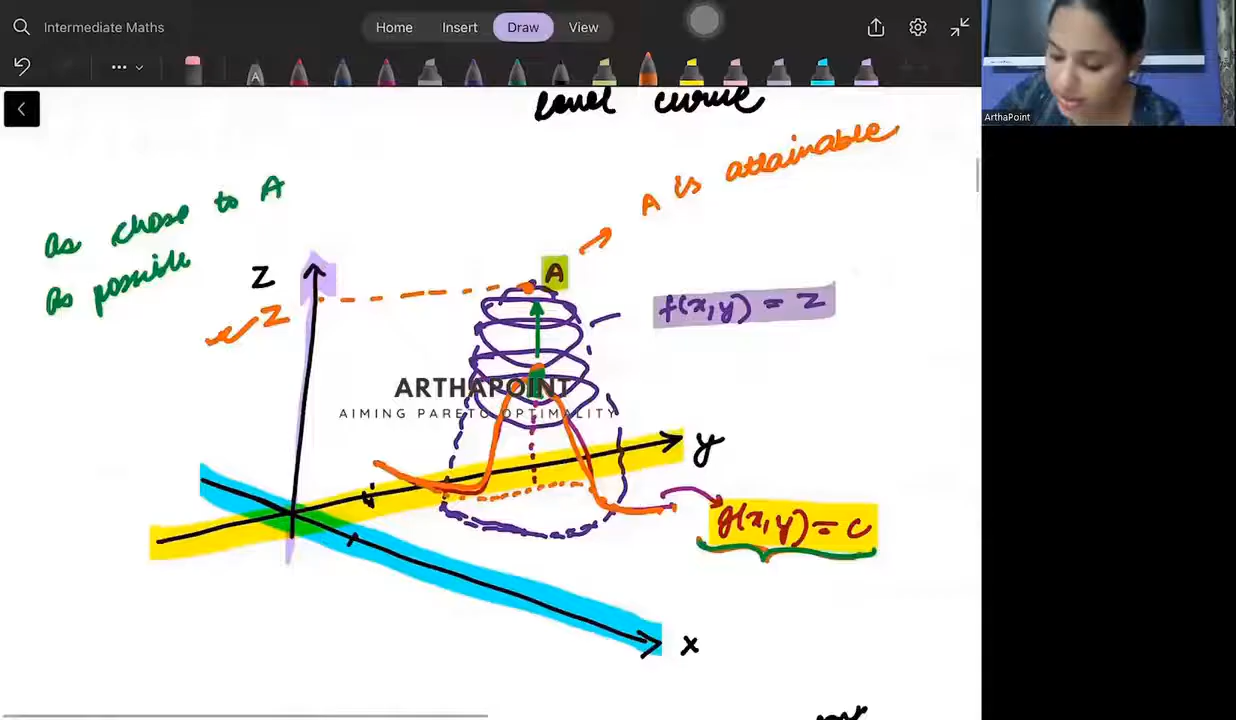 Intermediate Maths
Home Insert Draw View
A
ArthaPoint
level curve
A is attainable
as chose to A
as possible
Z
A
f(x,y) = Z
Z
ARTHAPOINT
AIMING PARETO OPTIMALITY
y
g(x,y) = c
x